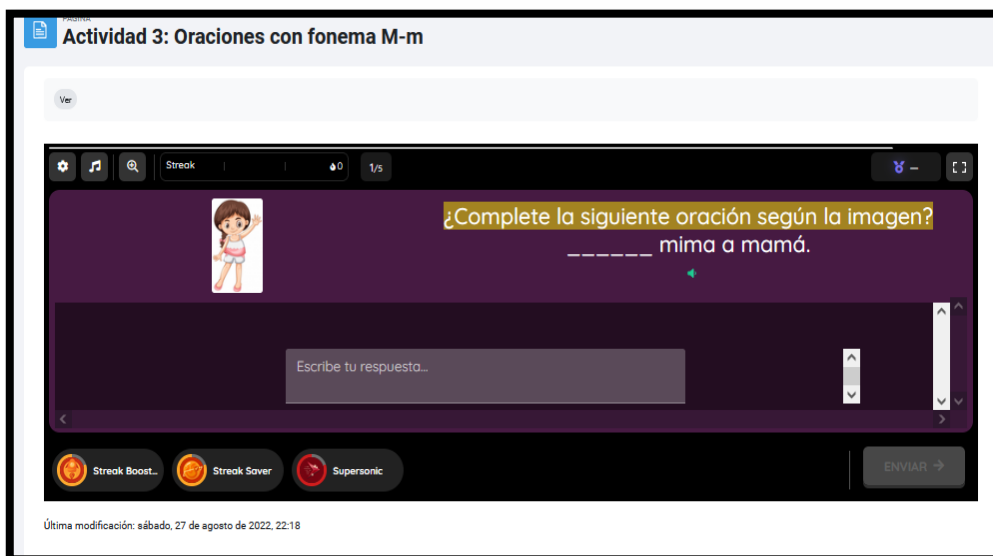 PÁGINA
Actividad 3: Oraciones con fonema M-m
Ver
Streak 0 1/5 –
¿Complete la siguiente oración según la imagen?
______ mima a mamá.
Escribe tu respuesta...
Streak Boost... Streak Saver Supersonic ENVIAR →
Última modificación: sábado, 27 de agosto de 2022, 22:18